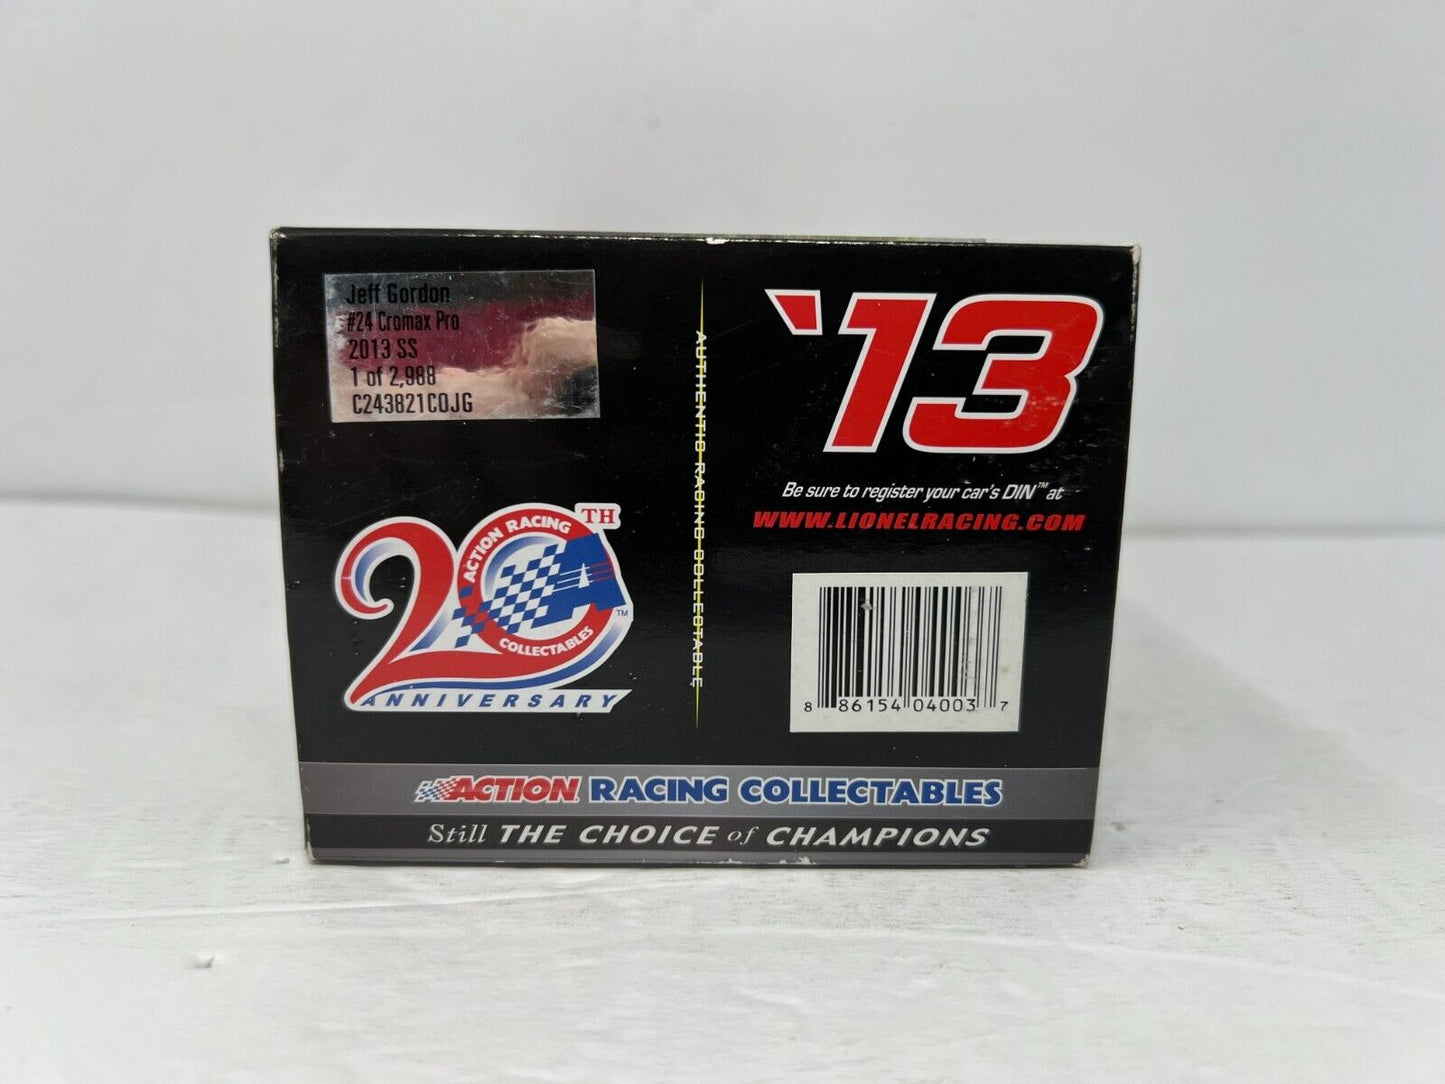 Jeff Gordon
#24 Cromax Pro
2013 SS
1 of 2,988
C243821COJG
20TH
ACTION RACING
COLLECTABLES
TM
ANNIVERSARY
AUTHENTIC RACING COLLECTABLE
'13
Be sure to register your car's DIN™ at
WWW.LIONELRACING.COM
8 86154 04003 7
ACTION RACING COLLECTABLES
Still THE CHOICE of CHAMPIONS